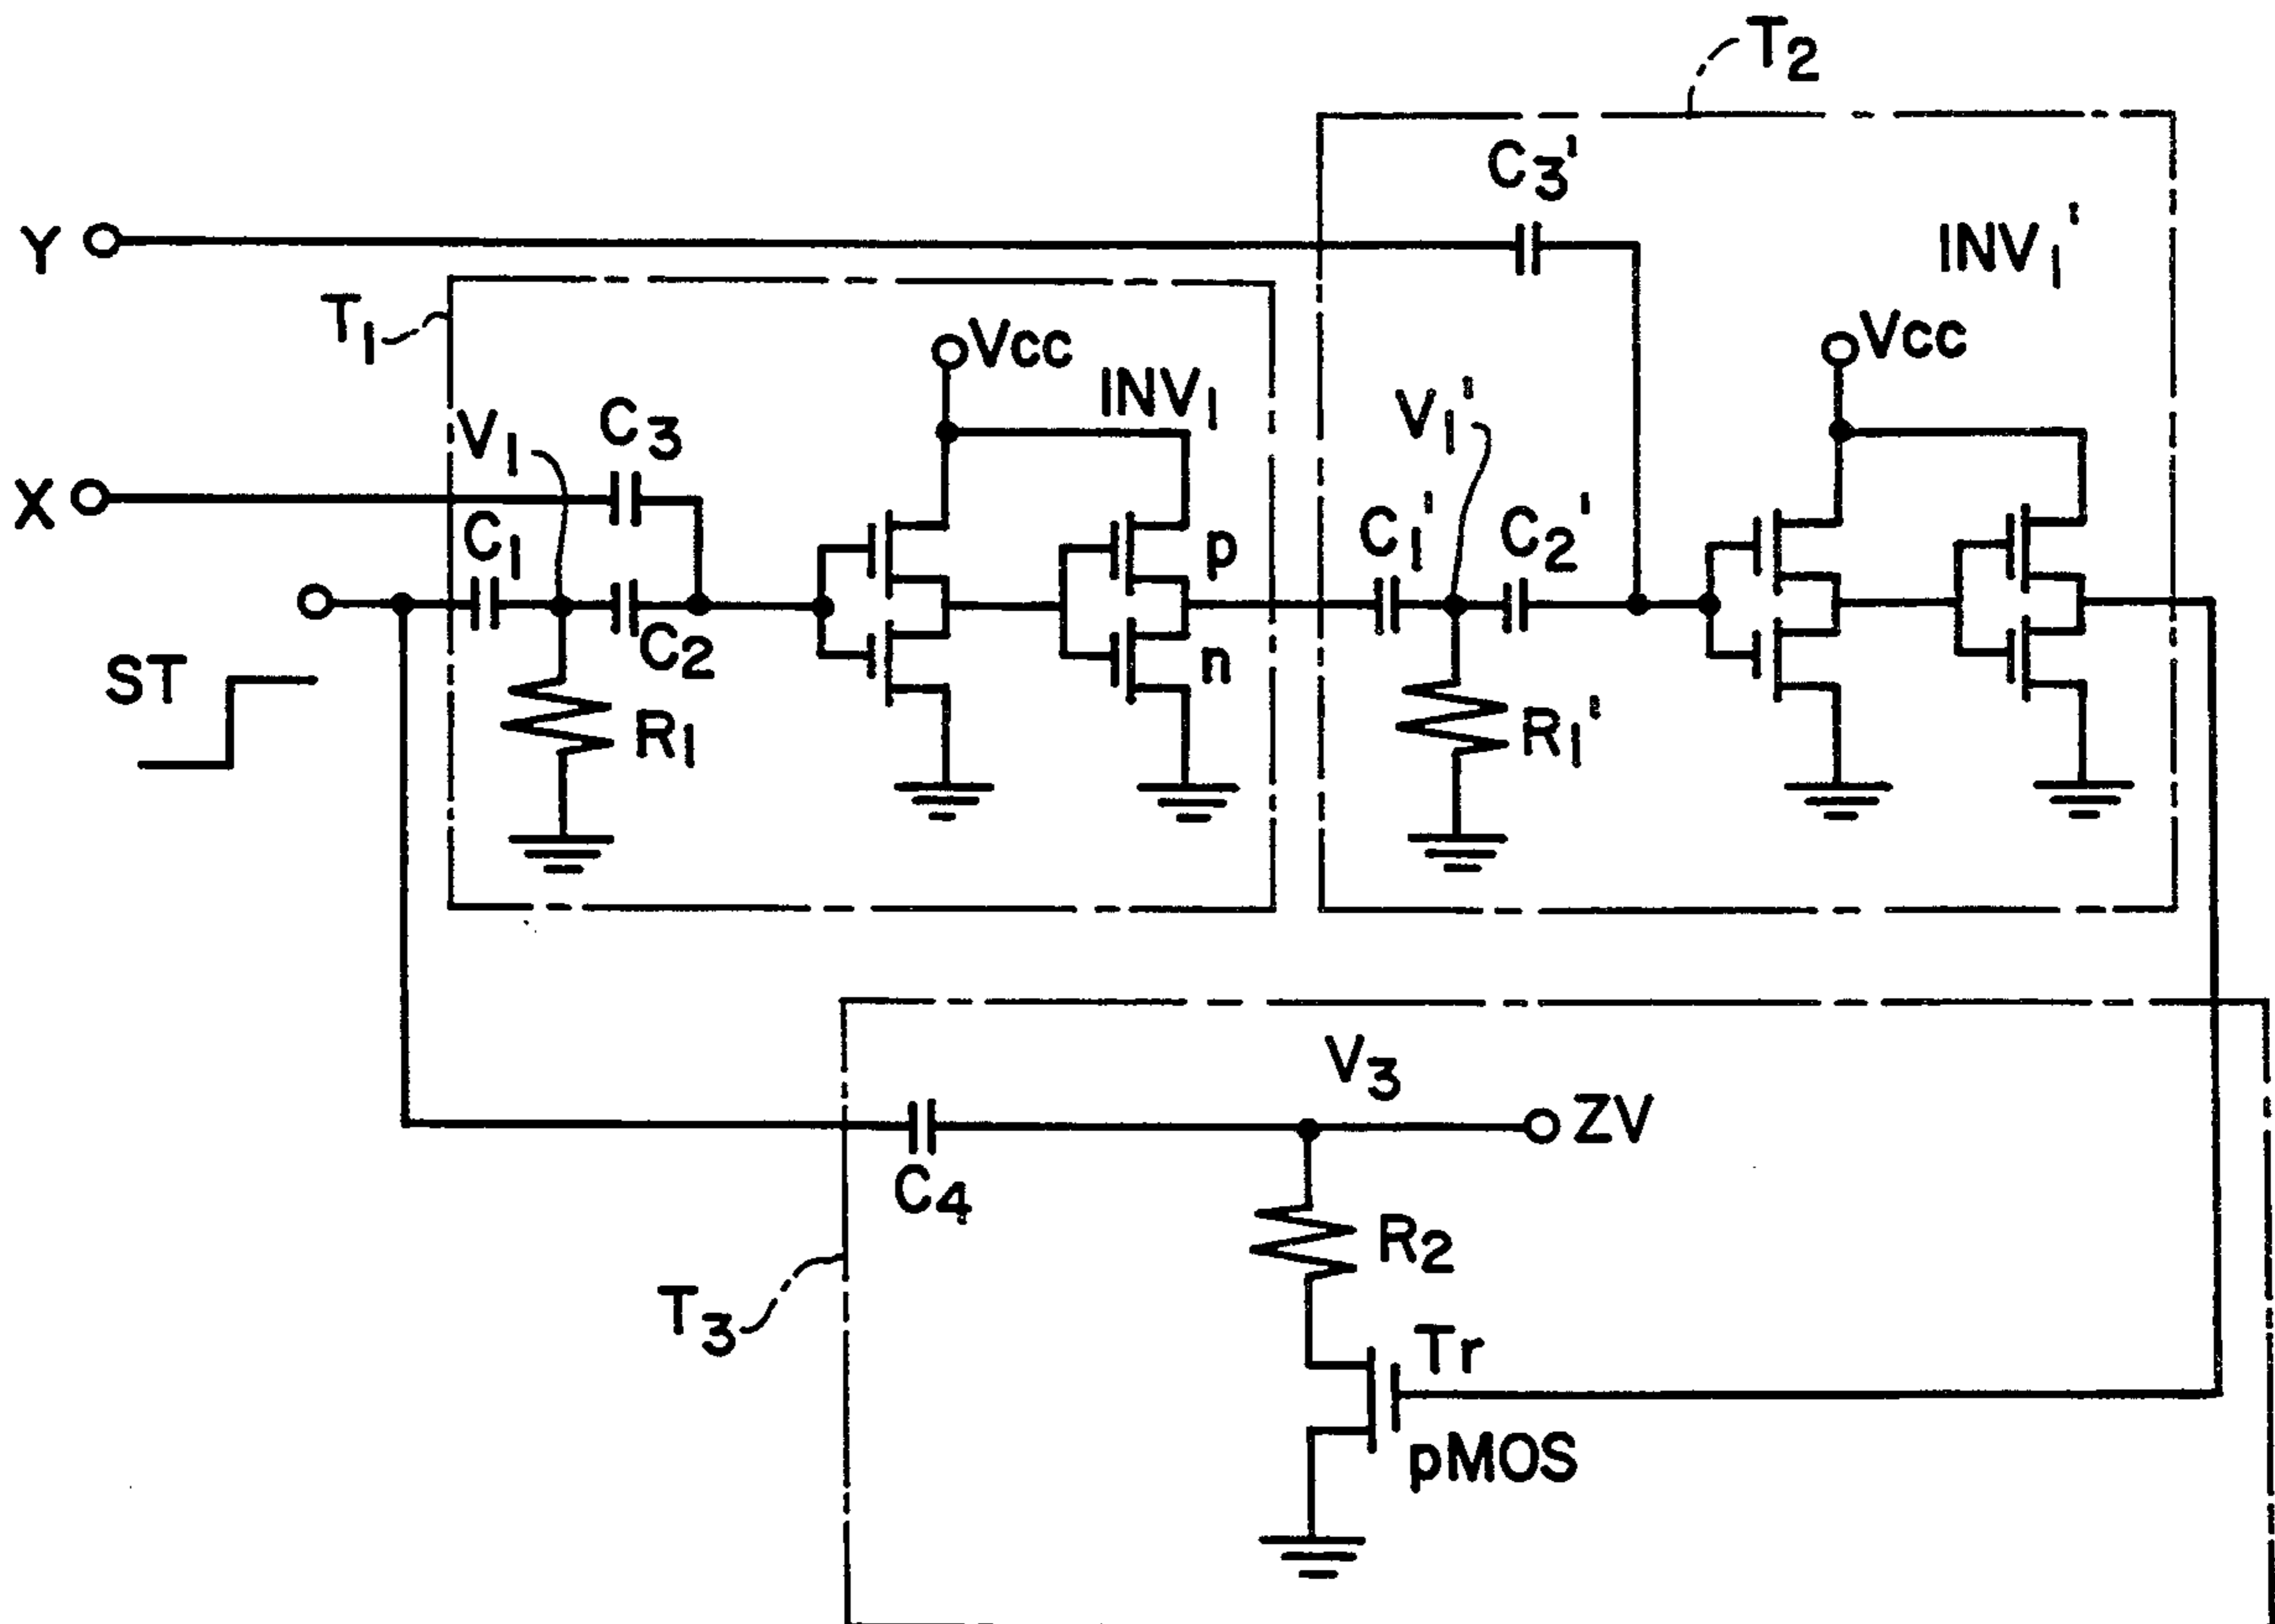 T2
C3'
Y
INV1'
T1
Vcc
Vcc
INV1
V1
C3
V1'
X
C1
p
C1'
C2'
C2
n
ST
R1
R1'
V3
ZV
C4
R2
T3
Tr
pMOS